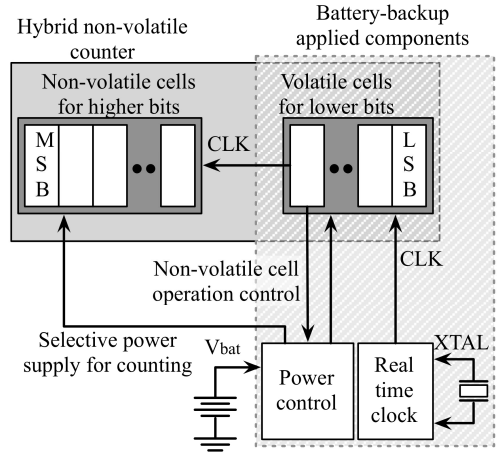 Hybrid non-volatile
counter
Battery-backup
applied components
Non-volatile cells
for higher bits
Volatile cells
for lower bits
M
S
B
CLK
L
S
B
CLK
Non-volatile cell
operation control
Selective power
supply for counting
Vbat
Power
control
Real
time
clock
XTAL